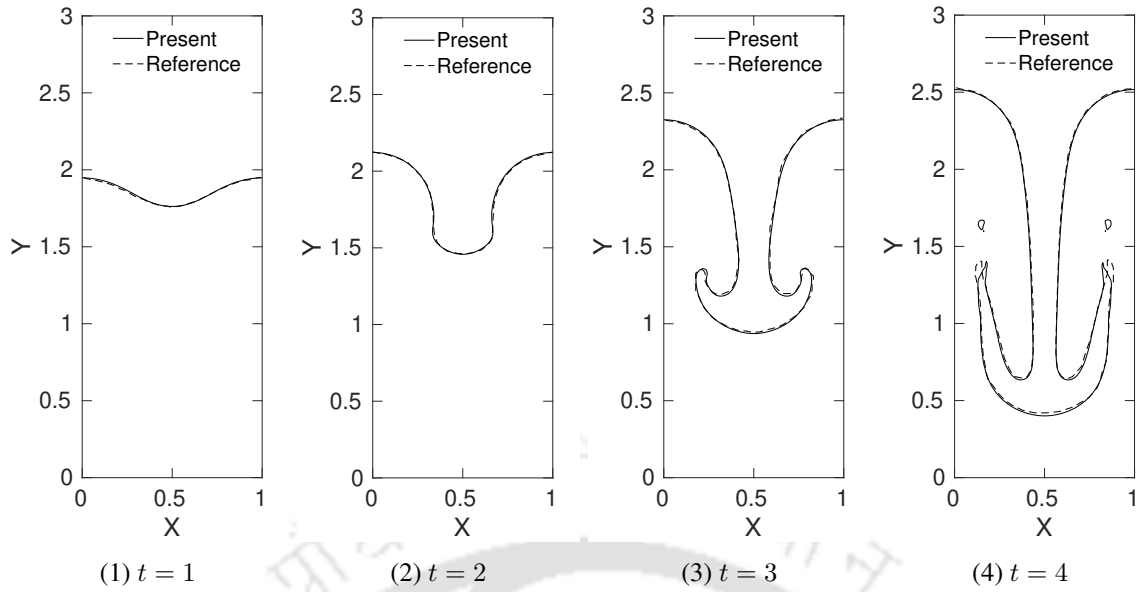 3
2.5
2
1.5
1
0.5
0
Y
Present
Reference
0 0.5 1
X
(1) t = 1
3
2.5
2
1.5
1
0.5
0
Y
Present
Reference
0 0.5 1
X
(2) t = 2
3
2.5
2
1.5
1
0.5
0
Y
Present
Reference
0 0.5 1
X
(3) t = 3
3
2.5
2
1.5
1
0.5
0
Y
Present
Reference
0 0.5 1
X
(4) t = 4